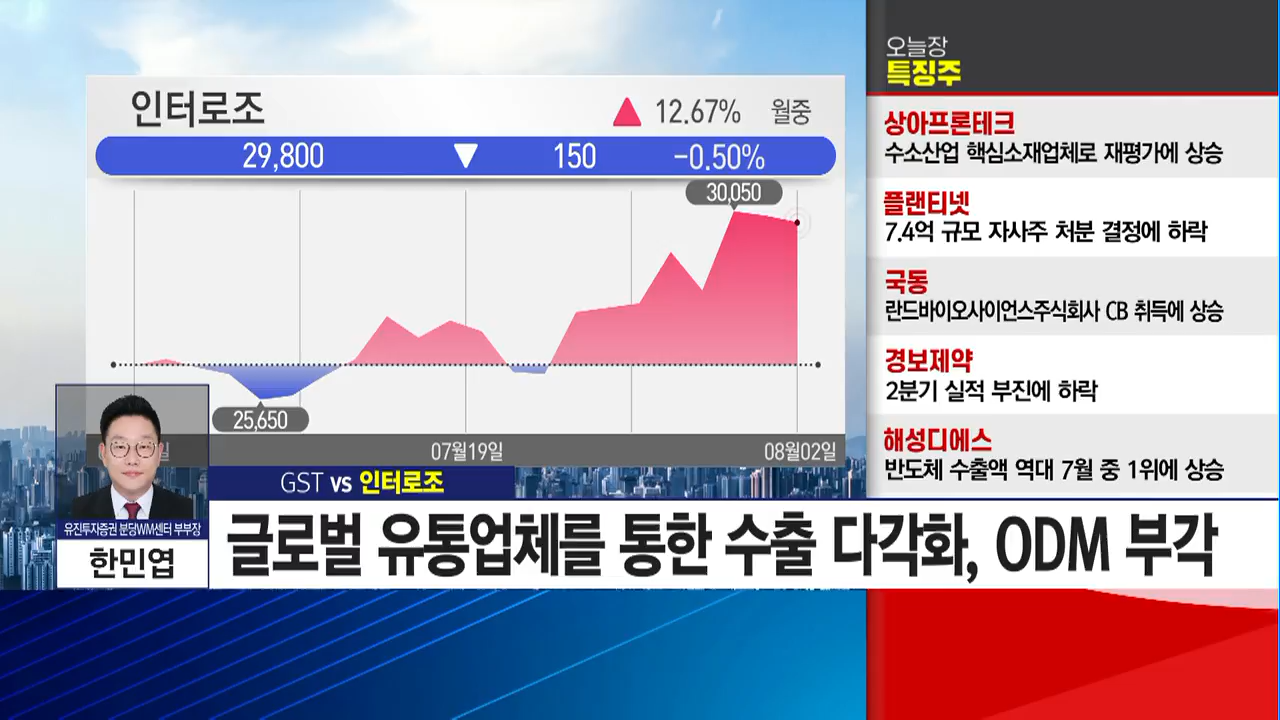 인터로조
▲ 12.67% 월중
29,800 ▼ 150 -0.50%
30,050
25,650
일
07월19일
08월02일
GST vs 인터로조
유진투자증권 분당WM센터 부부장
한민엽
글로벌 유통업체를 통한 수출 다각화, ODM 부각
오늘장
특징주
상아프론테크
수소산업 핵심소재업체로 재평가에 상승
플랜티넷
7.4억 규모 자사주 처분 결정에 하락
국동
란드바이오사이언스주식회사 CB 취득에 상승
경보제약
2분기 실적 부진에 하락
해성디에스
반도체 수출액 역대 7월 중 1위에 상승